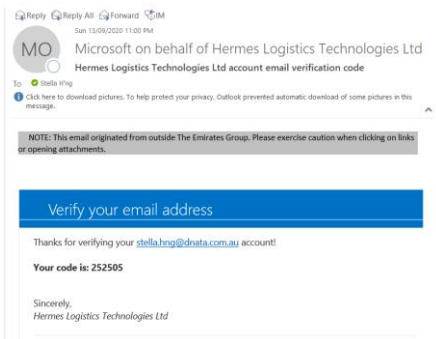 Reply Reply All Forward IM
Sun 13/09/2020 11:00 PM
MO
Microsoft on behalf of Hermes Logistics Technologies Ltd
Hermes Logistics Technologies Ltd account email verification code
To Stella H'ng
Click here to download pictures. To help protect your privacy, Outlook prevented automatic download of some pictures in this
message.
NOTE: This email originated from outside The Emirates Group. Please exercise caution when clicking on links
or opening attachments.
Verify your email address
Thanks for verifying your stella.hng@dnata.com.au account!
Your code is: 252505
Sincerely,
Hermes Logistics Technologies Ltd